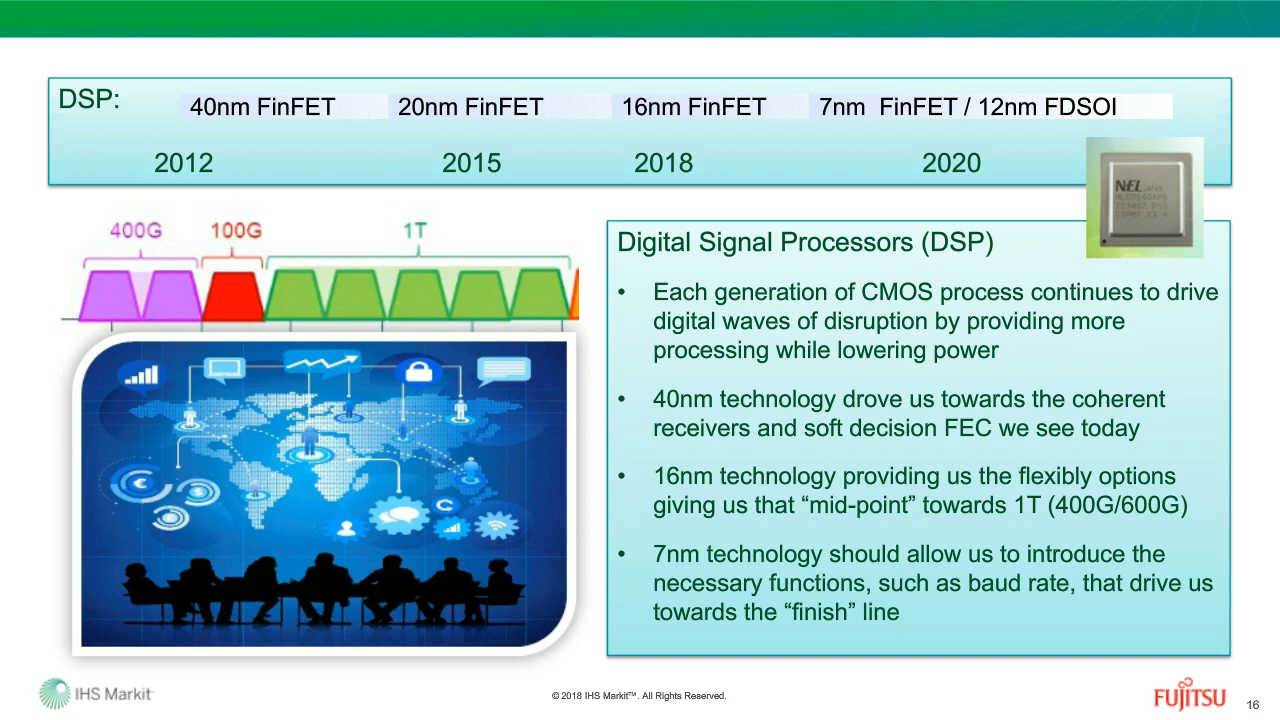 DSP:
40nm FinFET 20nm FinFET 16nm FinFET 7nm FinFET / 12nm FDSOI
2012 2015 2018 2020
NEL
400G 100G 1T
Digital Signal Processors (DSP)
• Each generation of CMOS process continues to drive
digital waves of disruption by providing more
processing while lowering power
• 40nm technology drove us towards the coherent
receivers and soft decision FEC we see today
• 16nm technology providing us the flexibly options
giving us that “mid-point” towards 1T (400G/600G)
• 7nm technology should allow us to introduce the
necessary functions, such as baud rate, that drive us
towards the “finish” line
IHS Markit
© 2018 IHS Markit™. All Rights Reserved.
FUJITSU
16